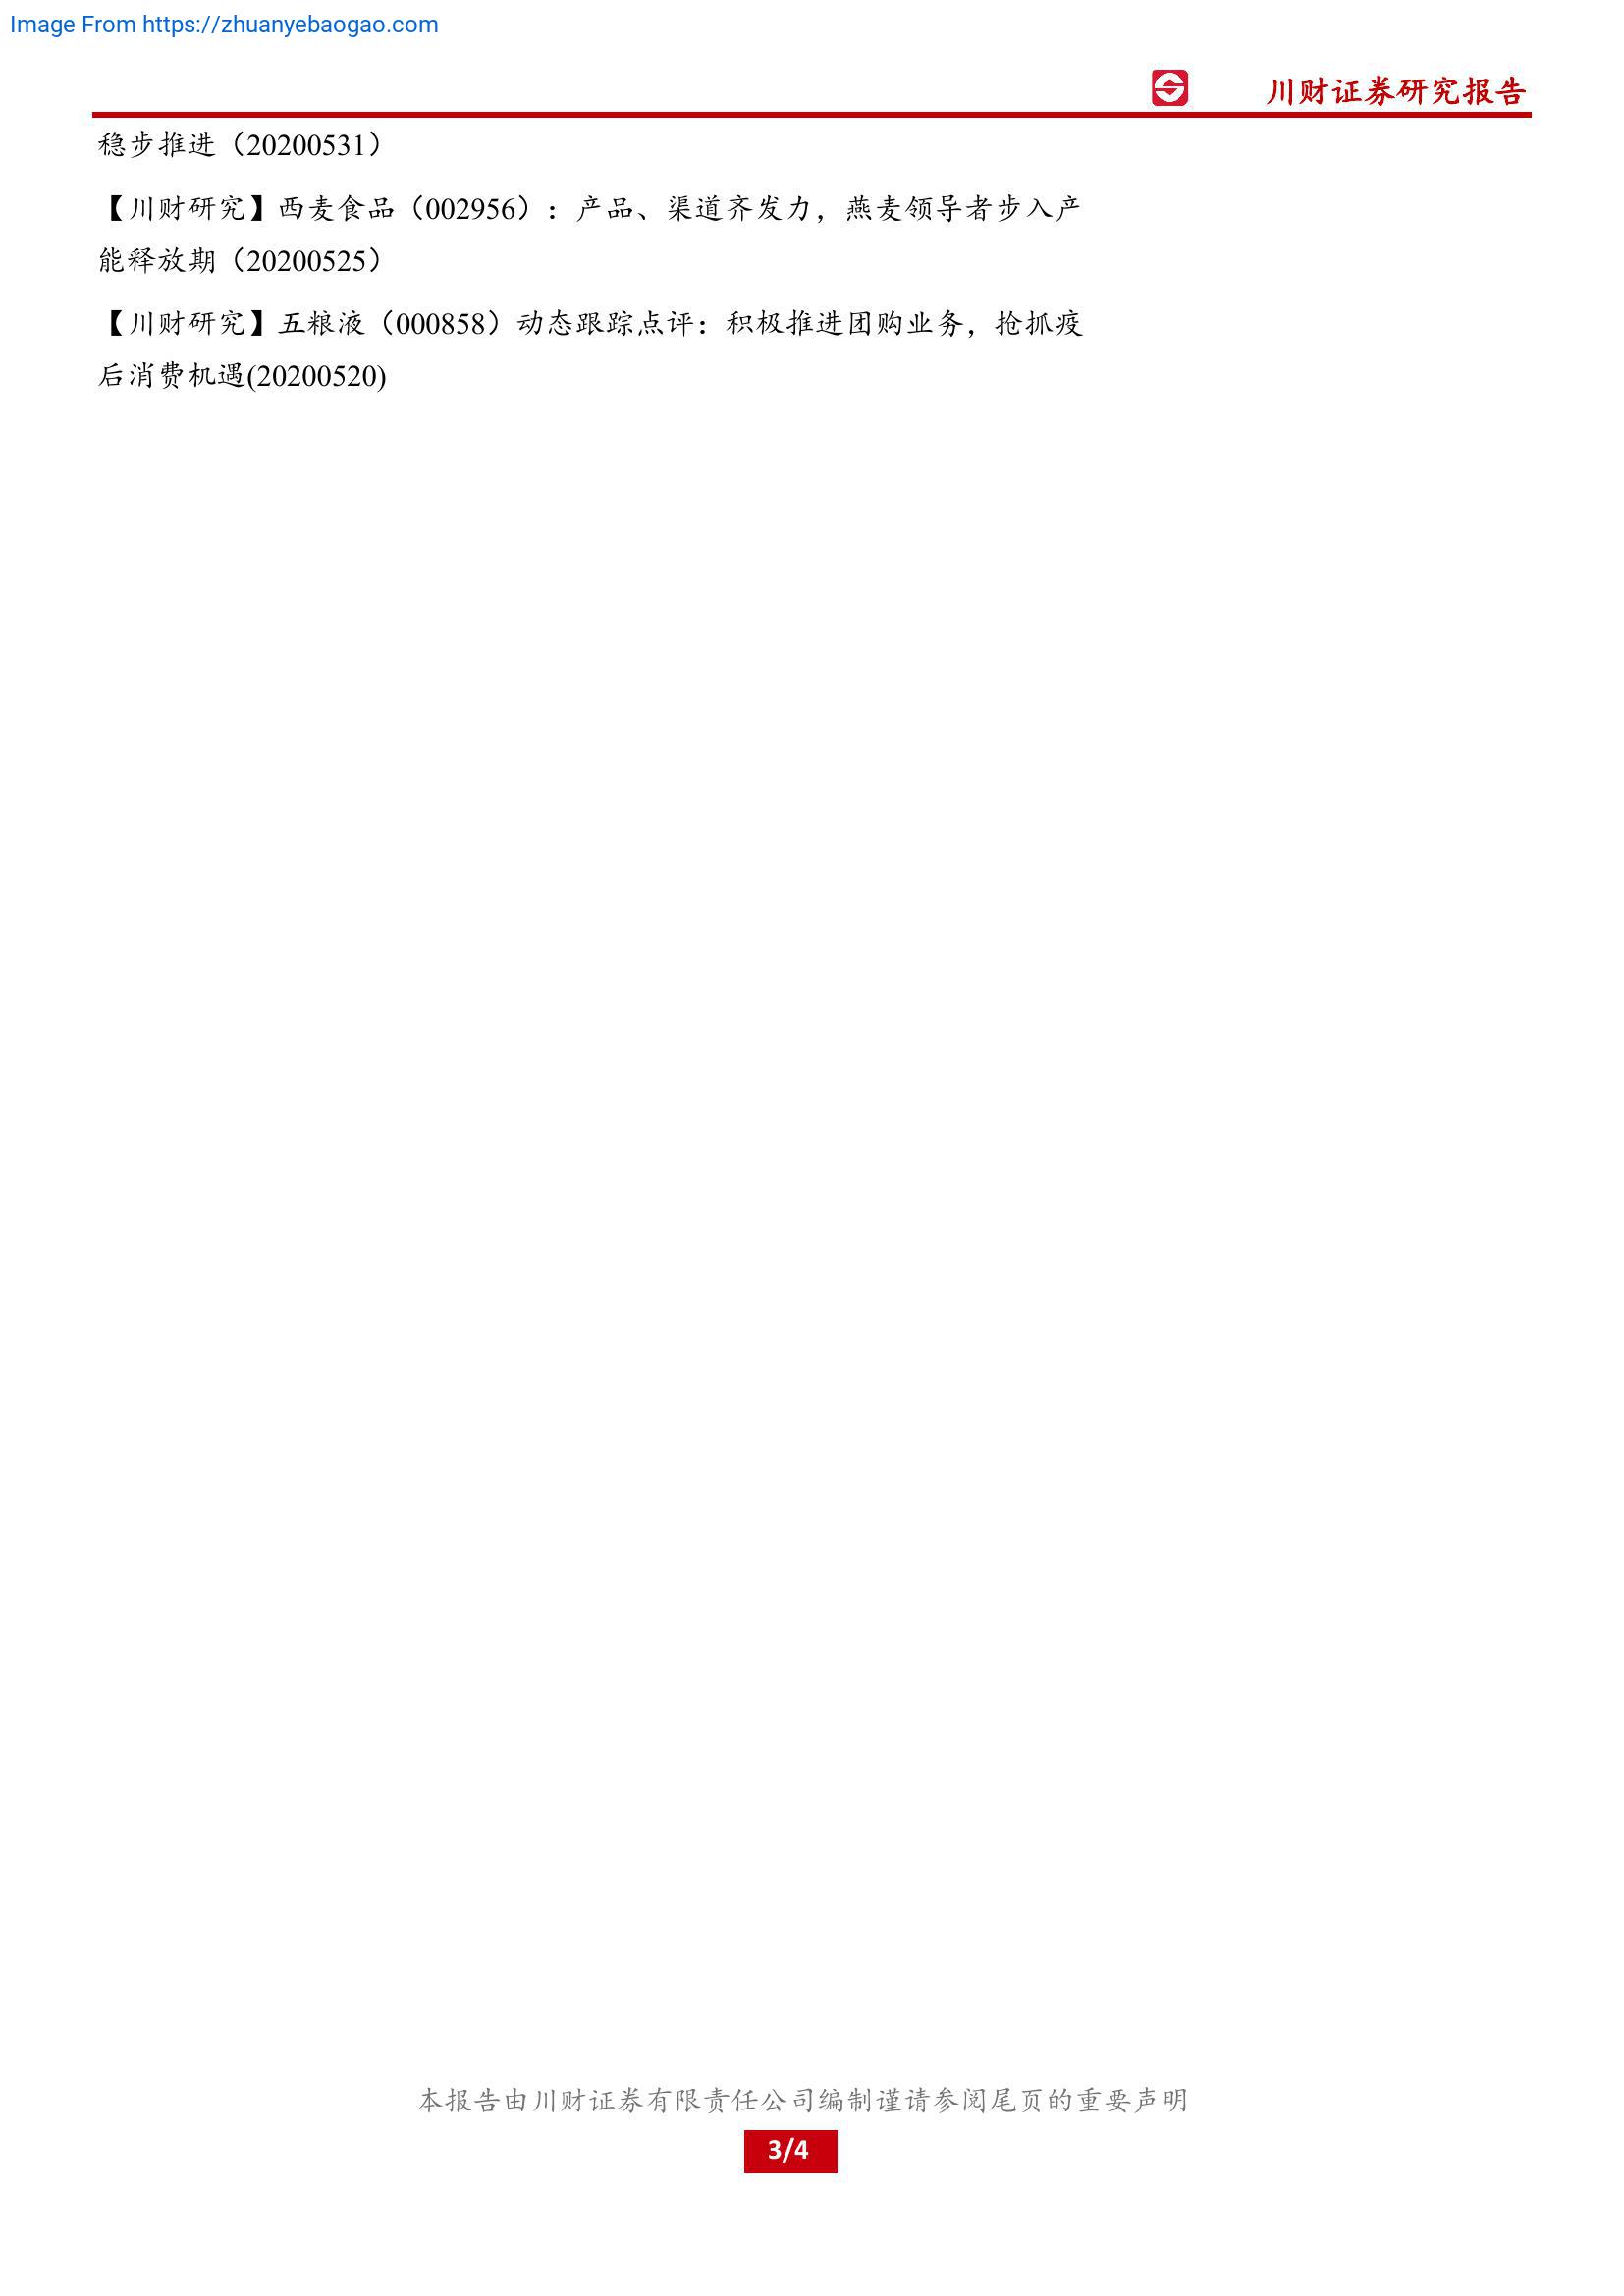 Image From https://zhuanyebaogao.com
川财证券研究报告
稳步推进（20200531）
【川财研究】西麦食品（002956）：产品、渠道齐发力，燕麦领导者步入产
能释放期（20200525）
【川财研究】五粮液（000858）动态跟踪点评：积极推进团购业务，抢抓疫
后消费机遇(20200520)
本报告由川财证券有限责任公司编制谨请参阅尾页的重要声明
3/4